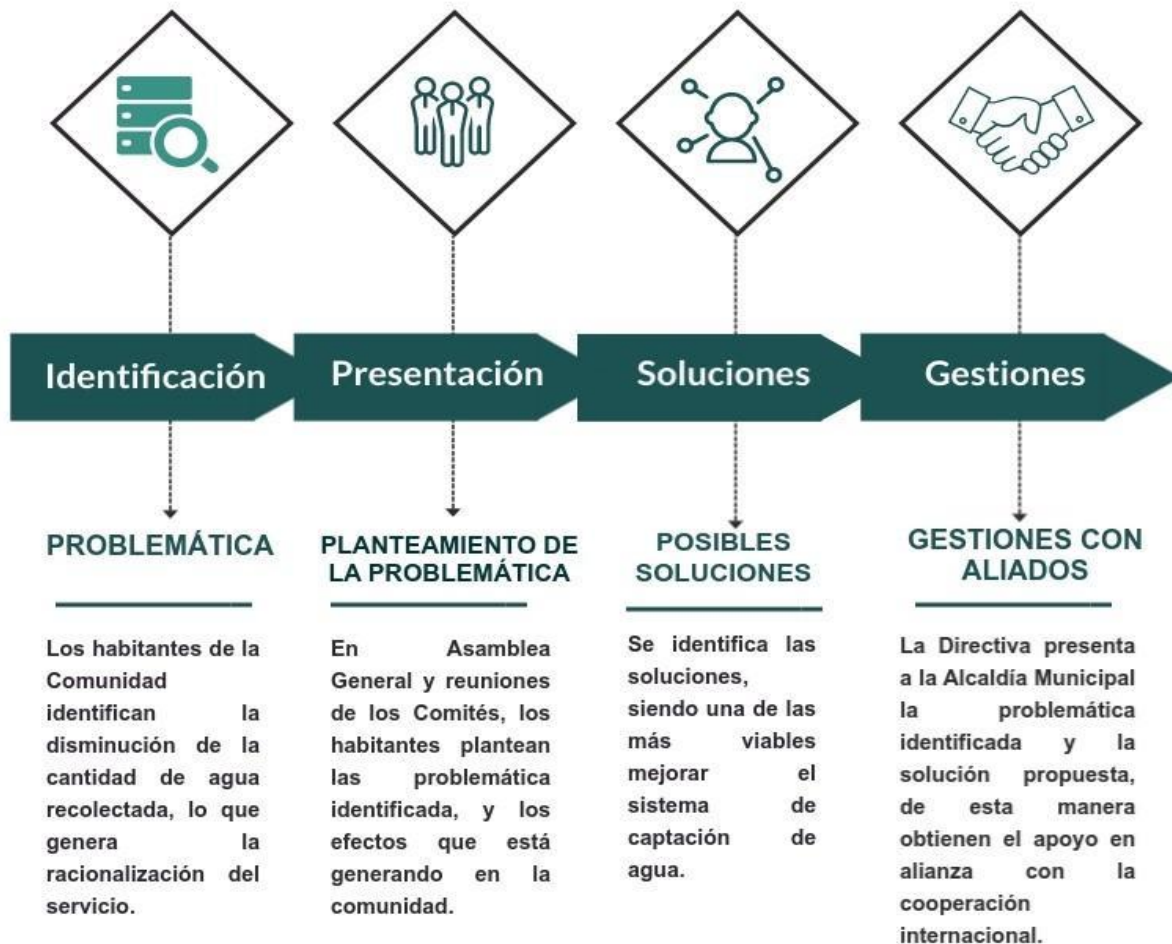 Identificación
Presentación
Soluciones
Gestiones
PROBLEMÁTICA
Los habitantes de la
Comunidad
identifican la
disminución de la
cantidad de agua
recolectada, lo que
genera la
racionalización del
servicio.
PLANTEAMIENTO DE
LA PROBLEMÁTICA
En Asamblea
General y reuniones
de los Comités, los
habitantes plantean
las problemática
identificada, y los
efectos que está
generando en la
comunidad.
POSIBLES
SOLUCIONES
Se identifica las
soluciones,
siendo una de las
más viables
mejorar el
sistema de
captación de
agua.
GESTIONES CON
ALIADOS
La Directiva presenta
a la Alcaldía Municipal
la problemática
identificada y la
solución propuesta,
de esta manera
obtienen el apoyo en
alianza con la
cooperación
internacional.